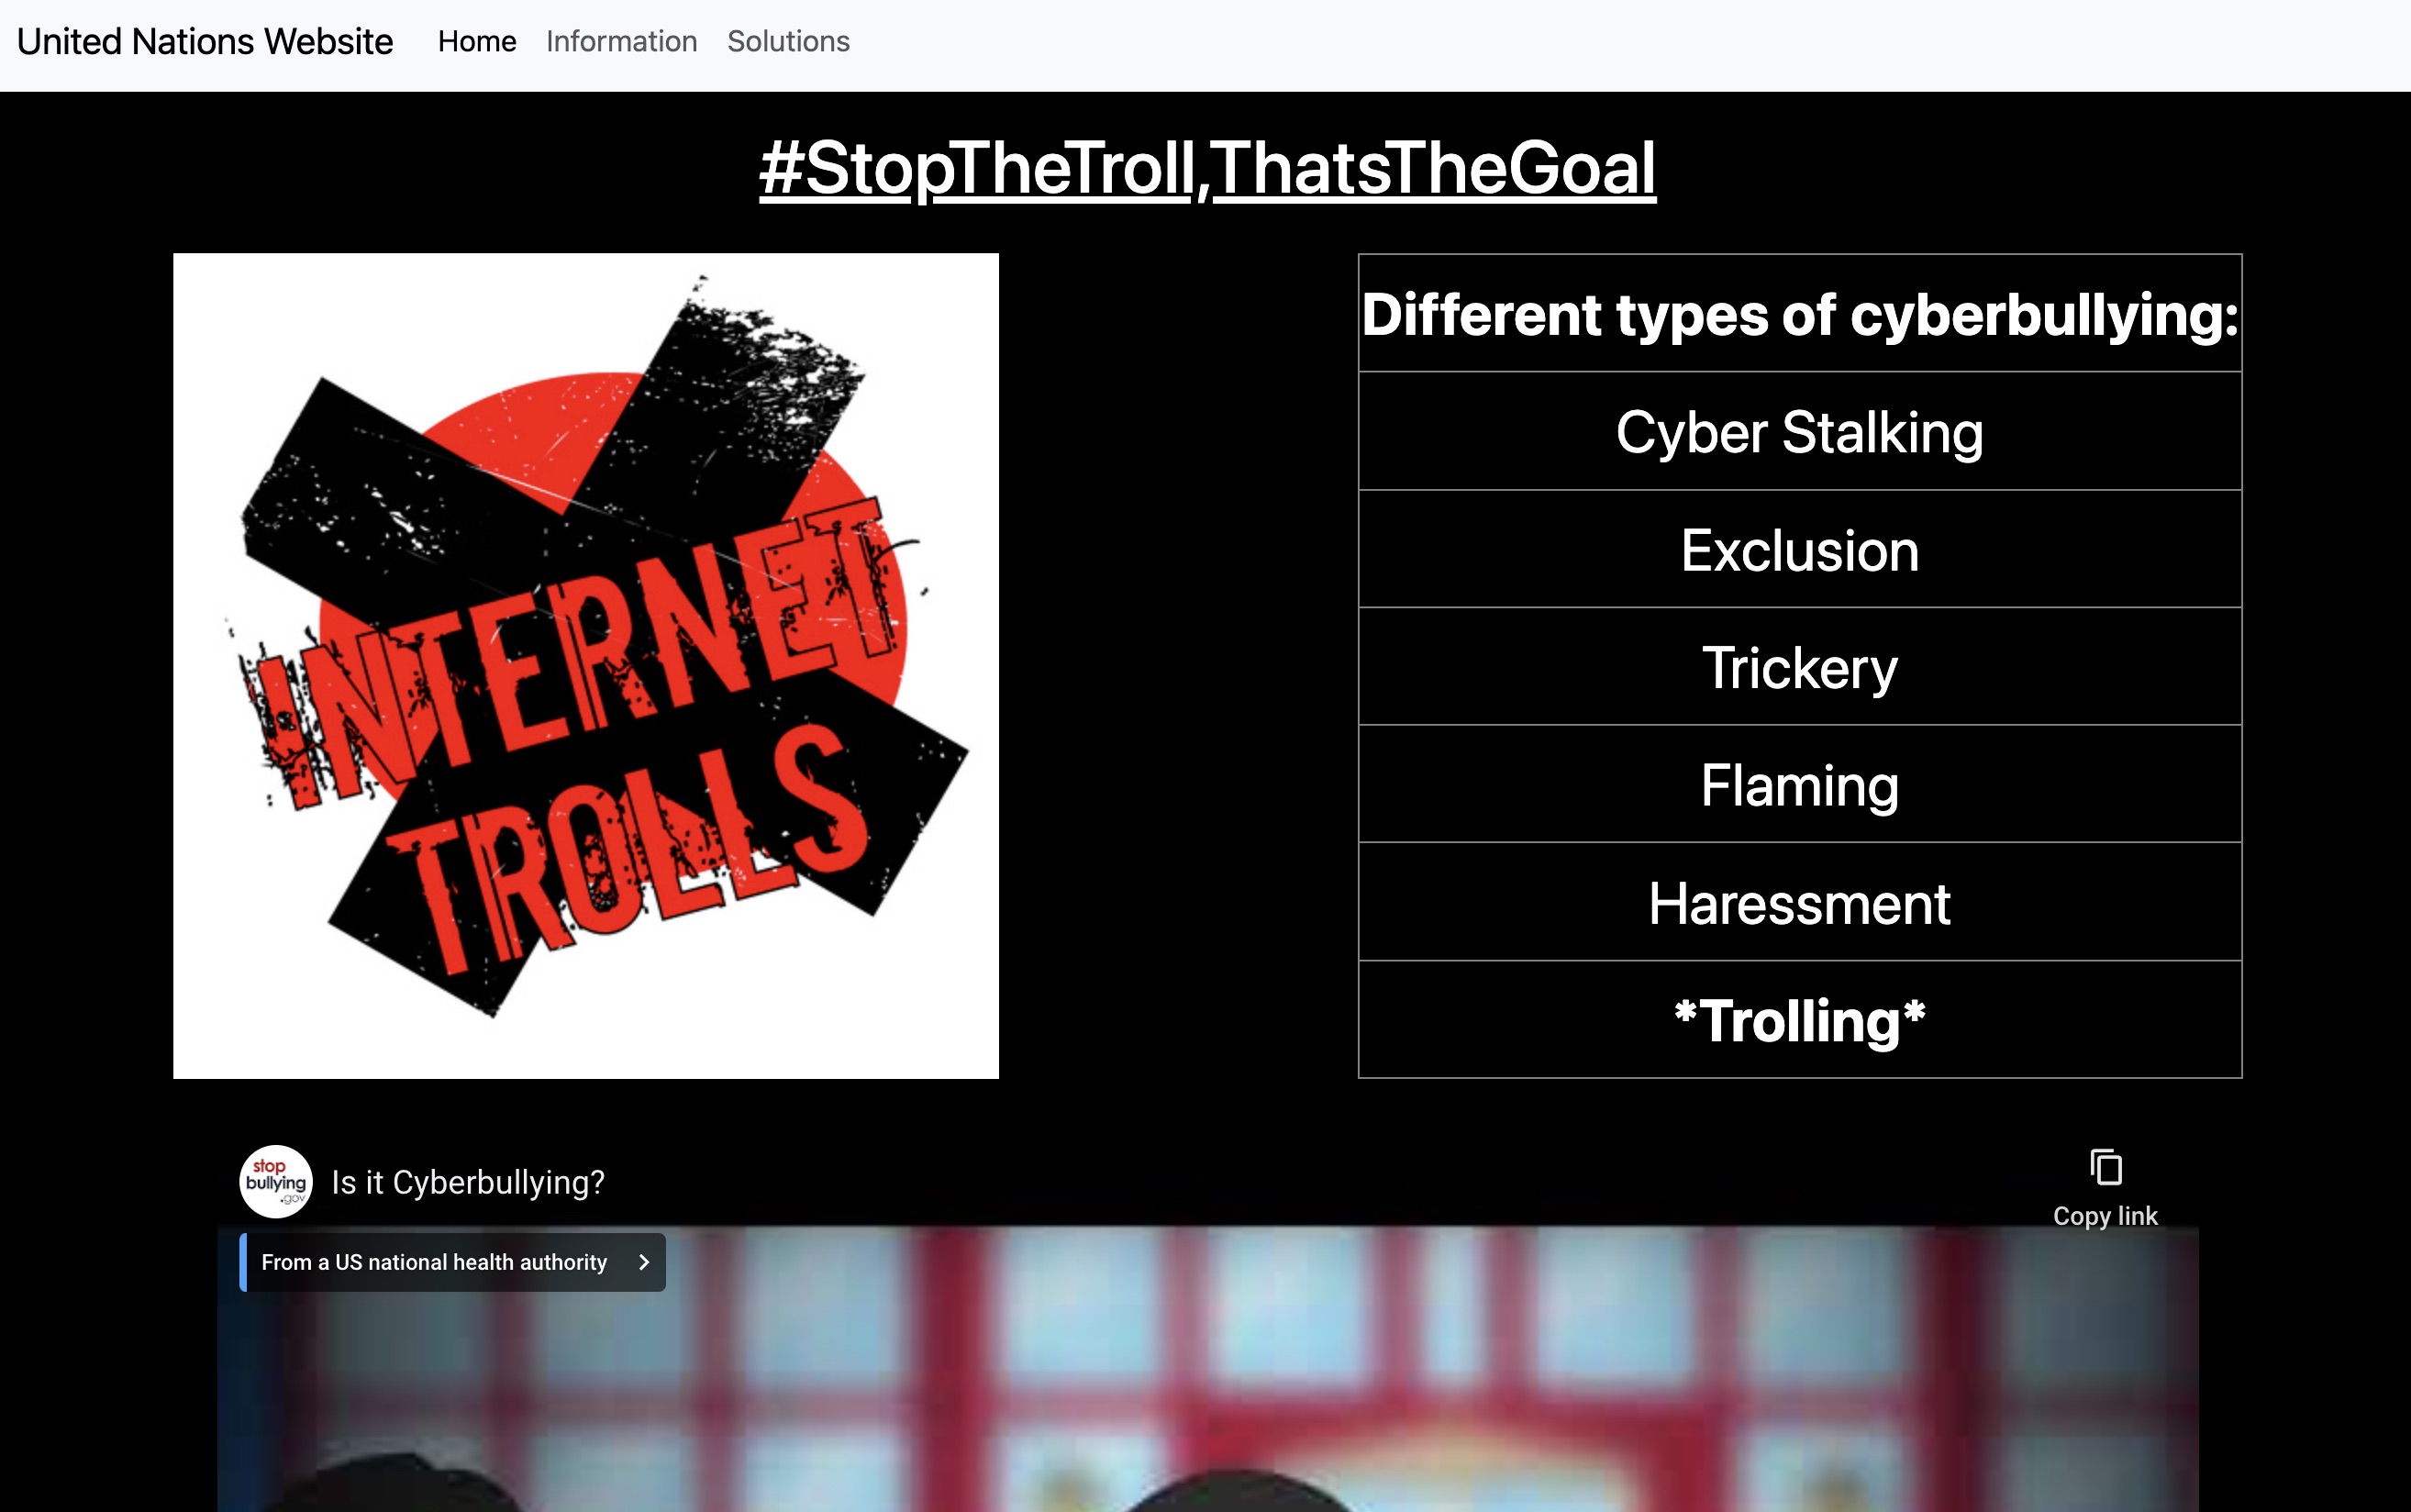 United Nations Website Home Information Solutions
#StopTheTroll,ThatsTheGoal
INTERNET
TROLLS
Different types of cyberbullying:
Cyber Stalking
Exclusion
Trickery
Flaming
Haressment
*Trolling*
stop
bullying
.gov
Is it Cyberbullying?
Copy link
From a US national health authority